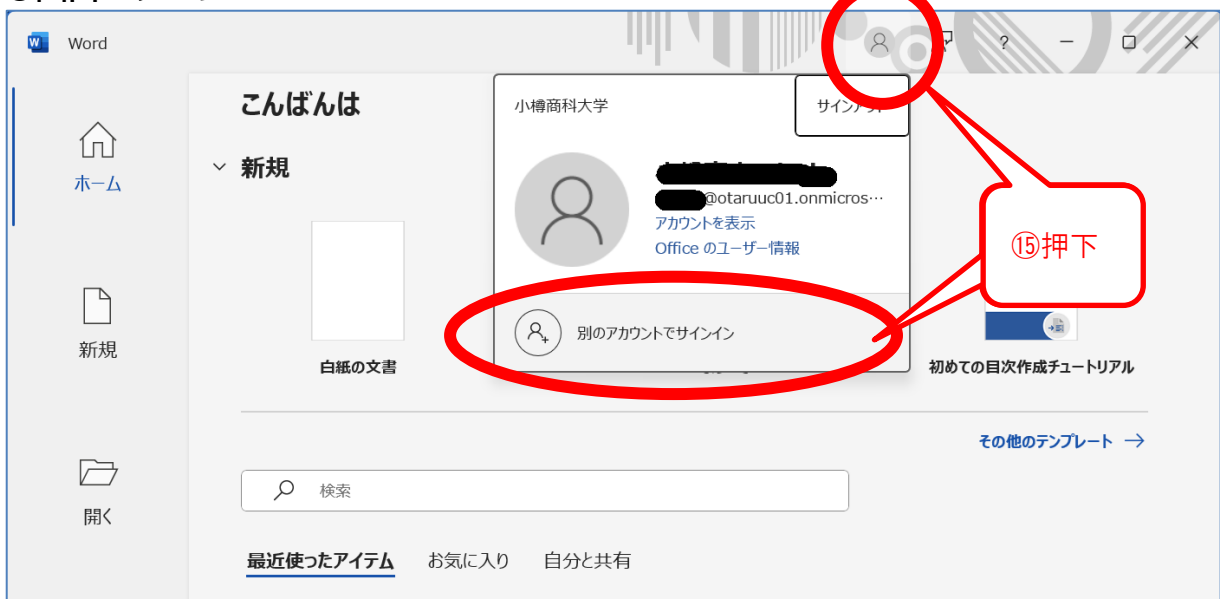 Word
?
こんばんは
小樽商科大学
ホーム
新規
@otaruuc01.onmicros…
アカウントを表示
Office のユーザー情報
⑮押下
別のアカウントでサインイン
新規
白紙の文書
初めての目次作成チュートリアル
その他のテンプレート →
検索
開く
最近使ったアイテム お気に入り 自分と共有